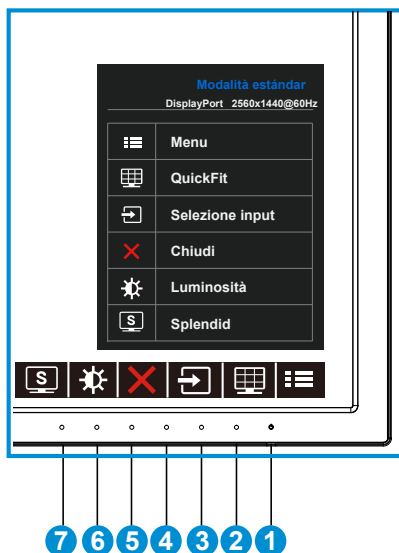 Modalità estándar
DisplayPort 2560x1440@60Hz
Menu
QuickFit
Selezione input
Chiudi
Luminosità
S Splendid
S
7 6 5 4 3 2 1